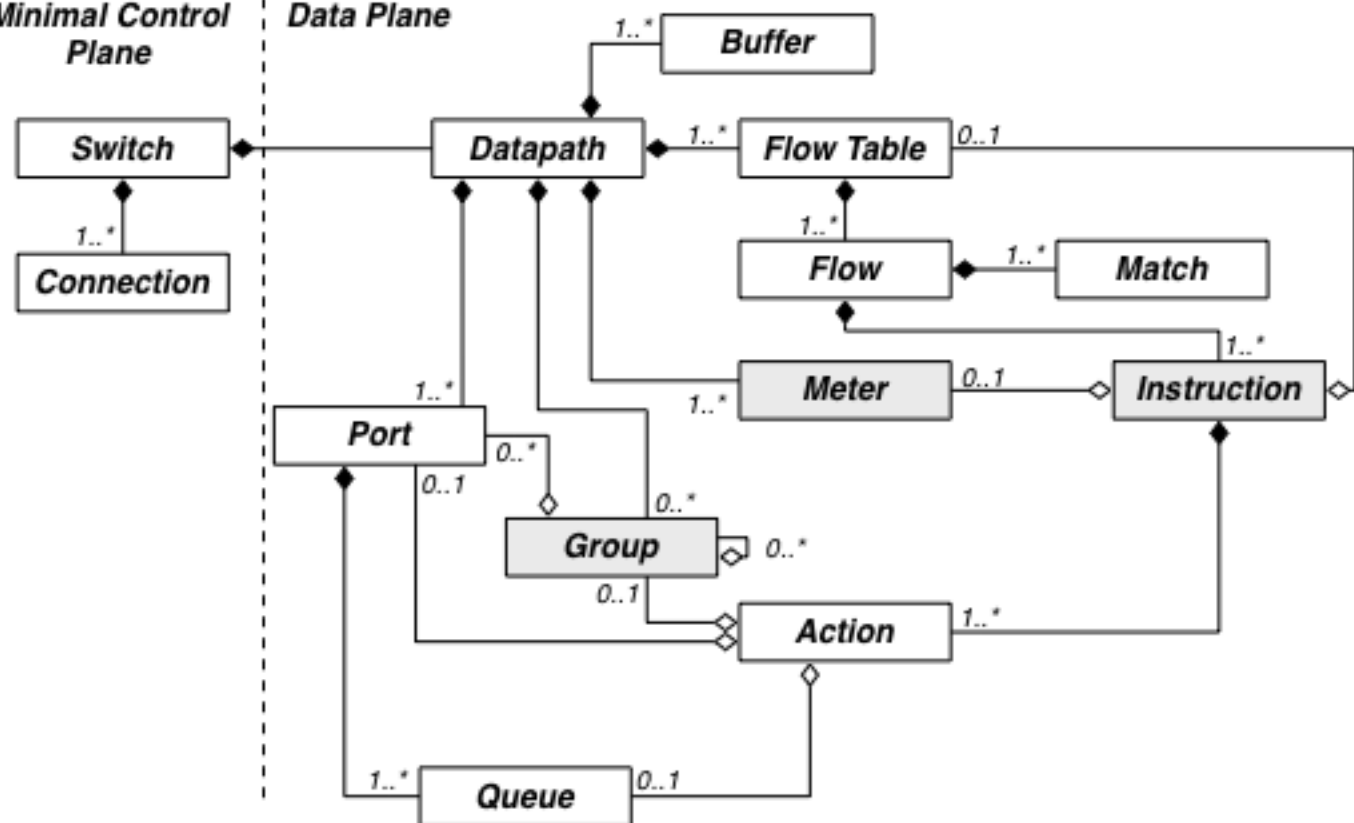 Minimal Control
Plane
Data Plane
1..*
Buffer
Switch
Datapath
1..*
Flow Table
0..1
1..*
1..*
Connection
Flow
1..*
Match
1..*
1..*
1..*
Meter
0..1
Instruction
Port
0..*
0..1
0..*
Group
0..*
0..1
Action
1..*
1..*
Queue
0..1